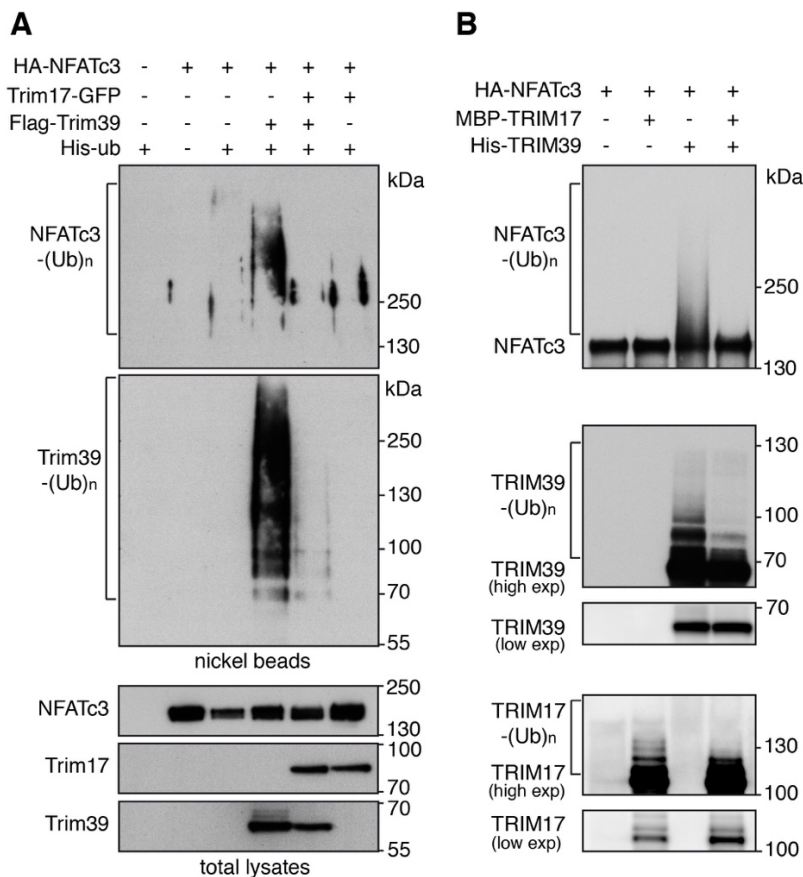 A
HA-NFATc3 - + + + + +
Trim17-GFP - - - - + +
Flag-Trim39 - - - + + -
His-ub + - + + + +
kDa
NFATc3
-(Ub)n
250
130
kDa
Trim39
-(Ub)n
250
130
100
70
55
nickel beads
NFATc3
250
130
Trim17
100
70
Trim39
70
55
total lysates
B
HA-NFATc3 + + + +
MBP-TRIM17 - + - +
His-TRIM39 - - + +
kDa
NFATc3
-(Ub)n
250
NFATc3
130
TRIM39
-(Ub)n
130
100
70
TRIM39
(high exp)
70
TRIM39
(low exp)
TRIM17
-(Ub)n
130
TRIM17
(high exp)
100
TRIM17
(low exp)
100